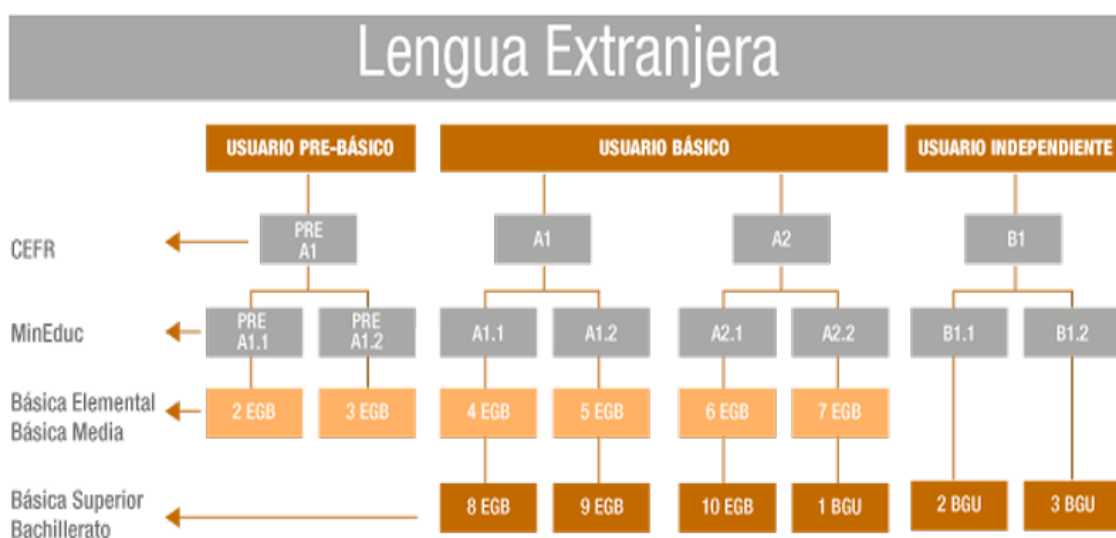 Lengua Extranjera
USUARIO PRE-BÁSICO
USUARIO BÁSICO
USUARIO INDEPENDIENTE
CEFR
PRE
A1
A1
A2
B1
MinEduc
PRE
A1.1
PRE
A1.2
A1.1
A1.2
A2.1
A2.2
B1.1
B1.2
Básica Elemental
Básica Media
2 EGB
3 EGB
4 EGB
5 EGB
6 EGB
7 EGB
Básica Superior
Bachillerato
8 EGB
9 EGB
10 EGB
1 BGU
2 BGU
3 BGU